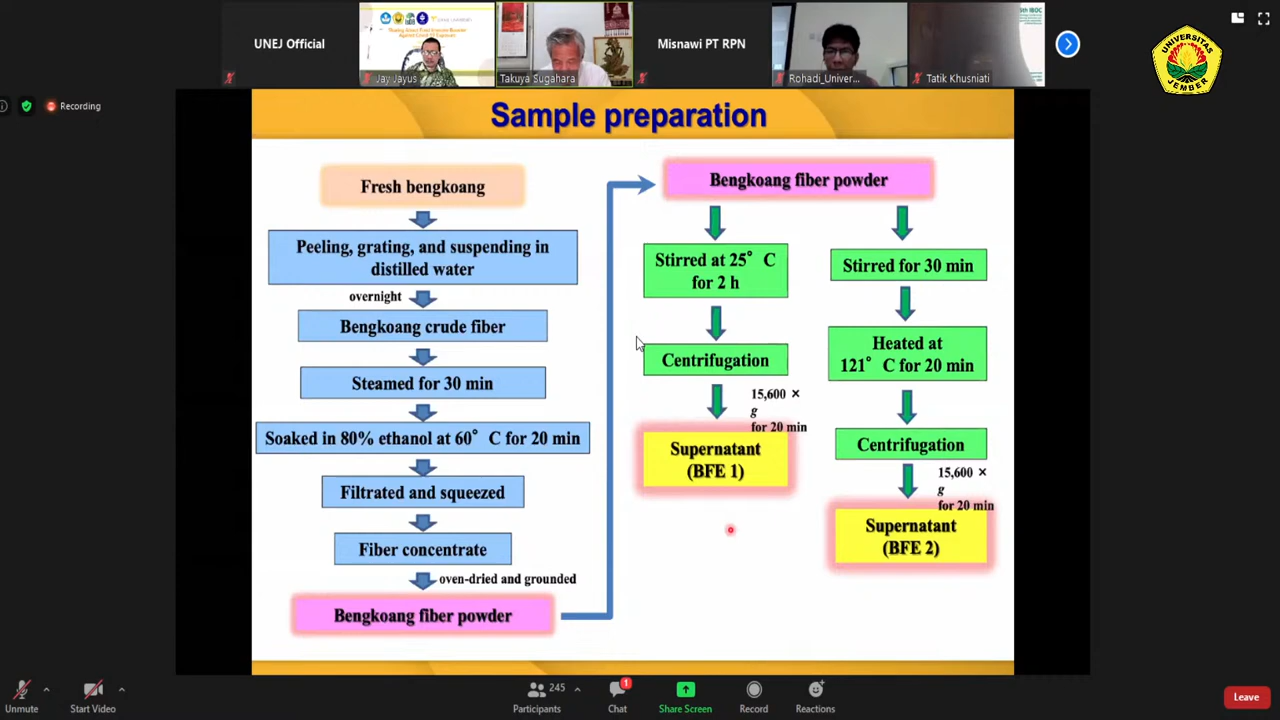 UNEJ Official
Jay Jayus
Takuya Sugahara
Misnawi PT RPN
Rohadi_Univer...
Tatik Khusniati
UNIVERSITAS
JEMBER
Recording
Sample preparation
Fresh bengkoang
Peeling, grating, and suspending in
distilled water
overnight
Bengkoang crude fiber
Steamed for 30 min
Soaked in 80% ethanol at 60° C for 20 min
Filtrated and squeezed
Fiber concentrate
oven-dried and grounded
Bengkoang fiber powder
Bengkoang fiber powder
Stirred at 25° C
for 2 h
Centrifugation
15,600 ×
g
for 20 min
Supernatant
(BFE 1)
Stirred for 30 min
Heated at
121° C for 20 min
Centrifugation
15,600 ×
g
for 20 min
Supernatant
(BFE 2)
Unmute
Start Video
245
Participants
1
Chat
Share Screen
Record
Reactions
Leave